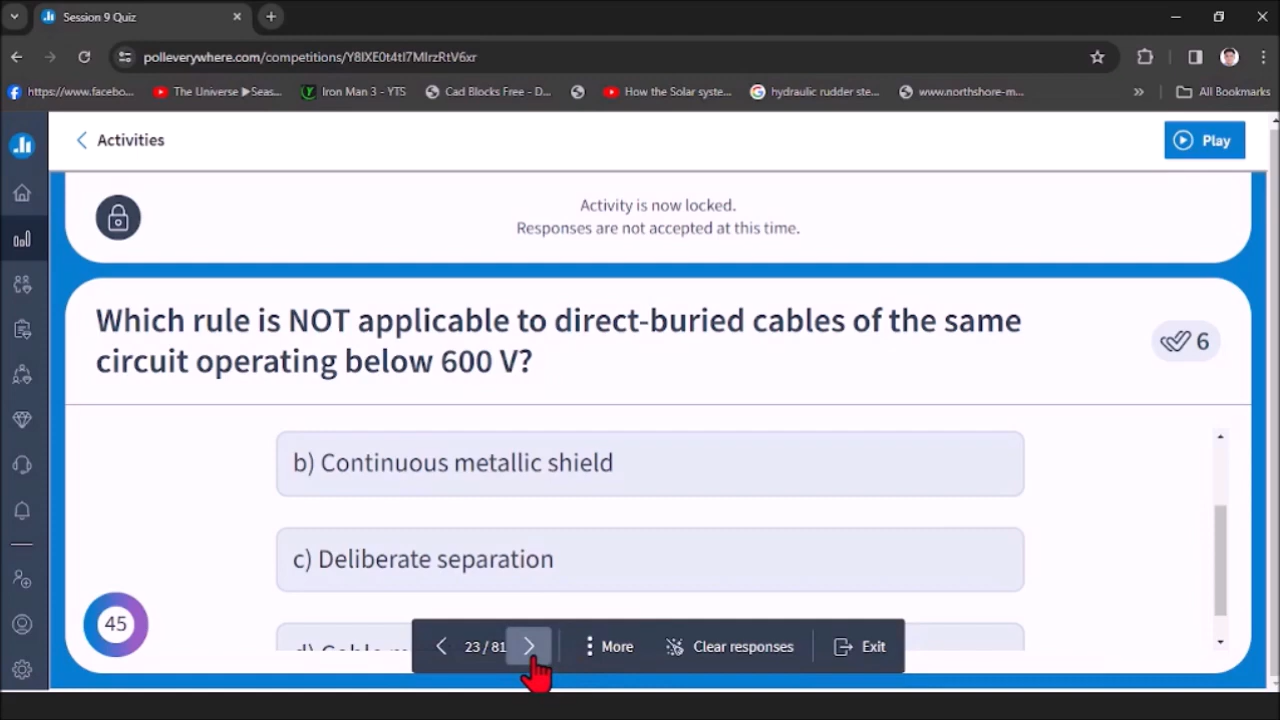 Session 9 Quiz
polleverywhere.com/competitions/Y8IXE0t4tI7MIrzRtV6xr
https://www.facebo...
The Universe ▶Seas...
Iron Man 3 - YTS
Cad Blocks Free - D...
How the Solar syste...
hydraulic rudder ste...
www.northshore-m...
»
All Bookmarks
Activities
Play
Activity is now locked.
Responses are not accepted at this time.
Which rule is NOT applicable to direct-buried cables of the same
circuit operating below 600 V?
6
b) Continuous metallic shield
c) Deliberate separation
d) Cable
45
23 / 81
More
Clear responses
Exit